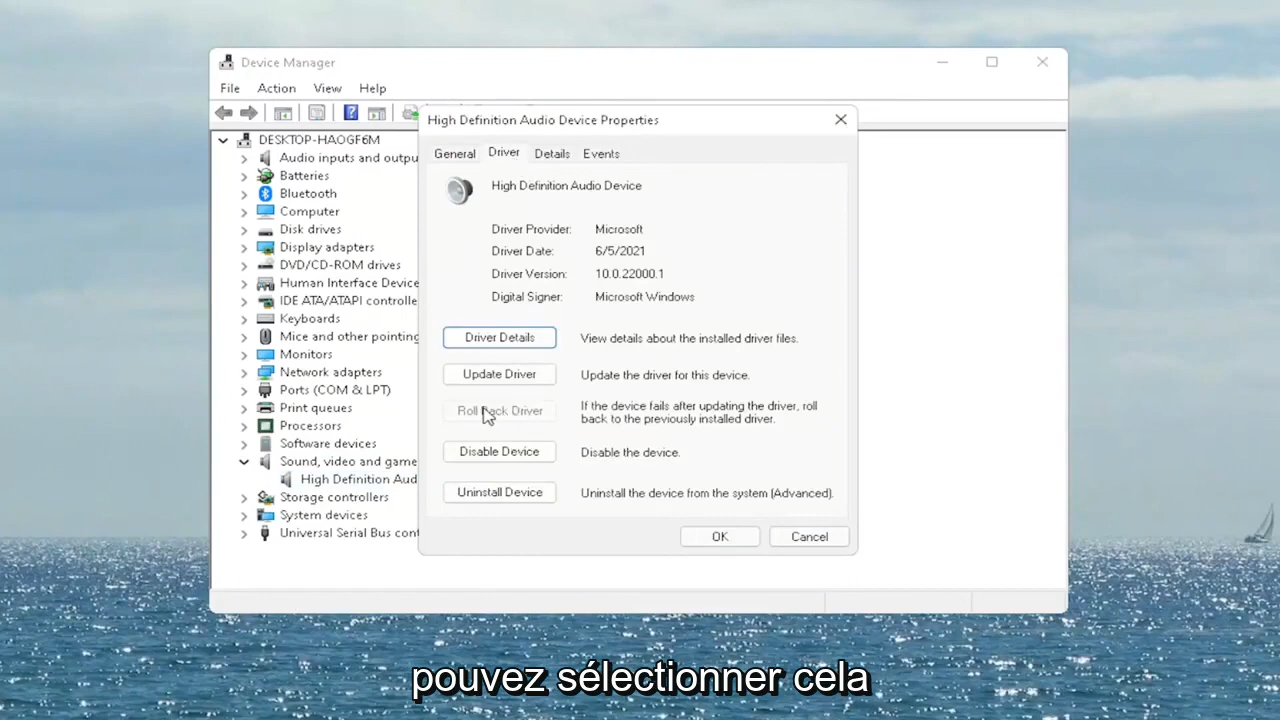 Device Manager
File Action View Help
High Definition Audio Device Properties
General Driver Details Events
High Definition Audio Device
Driver Provider: Microsoft
Driver Date: 6/5/2021
Driver Version: 10.0.22000.1
Digital Signer: Microsoft Windows
Driver Details View details about the installed driver files.
Update Driver Update the driver for this device.
Roll Back Driver If the device fails after updating the driver, roll
back to the previously installed driver.
Disable Device Disable the device.
Uninstall Device Uninstall the device from the system (Advanced).
OK Cancel
DESKTOP-HAOGF6M
Audio inputs and outpu
Batteries
Bluetooth
Computer
Disk drives
Display adapters
DVD/CD-ROM drives
Human Interface Device
IDE ATA/ATAPI controlle
Keyboards
Mice and other pointing
Monitors
Network adapters
Ports (COM & LPT)
Print queues
Processors
Software devices
Sound, video and game
High Definition Aud
Storage controllers
System devices
Universal Serial Bus cont
pouvez sélectionner cela